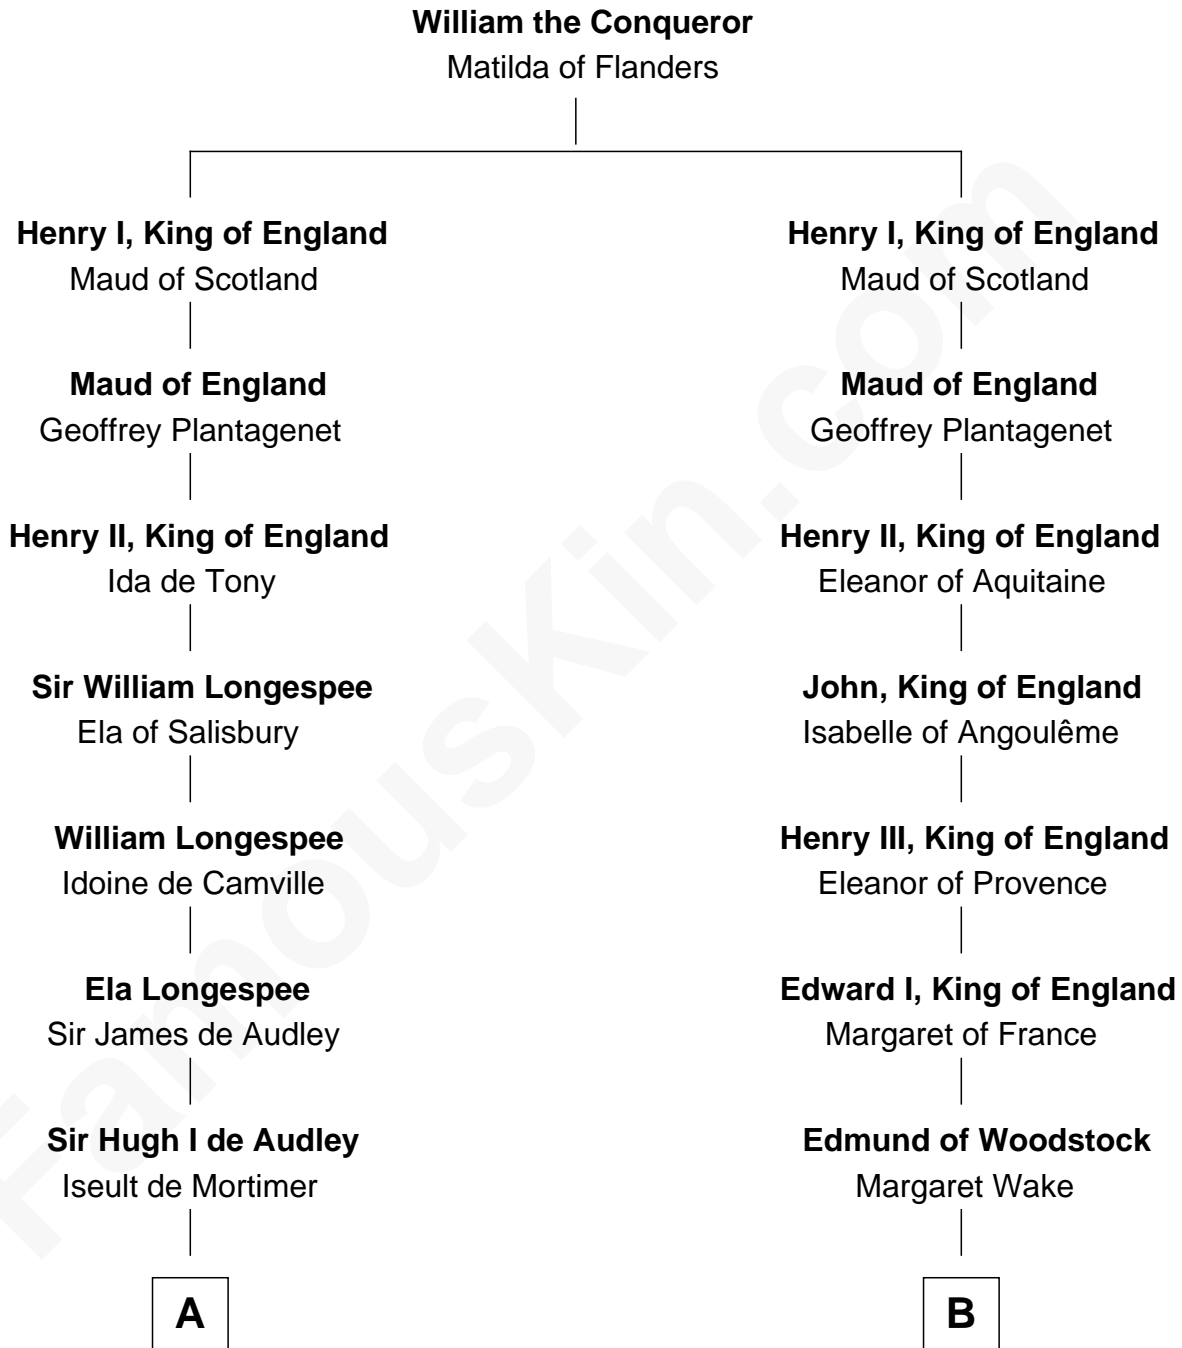 William the Conqueror
Matilda of Flanders
Henry I, King of England
Maud of Scotland
Maud of England
Geoffrey Plantagenet
Henry II, King of England
Ida de Tony
Sir William Longespee
Ela of Salisbury
William Longespee
Idoine de Camville
Ela Longespee
Sir James de Audley
Sir Hugh I de Audley
Iseult de Mortimer
A
Henry I, King of England
Maud of Scotland
Maud of England
Geoffrey Plantagenet
Henry II, King of England
Eleanor of Aquitaine
John, King of England
Isabelle of Angoulême
Henry III, King of England
Eleanor of Provence
Edward I, King of England
Margaret of France
Edmund of Woodstock
Margaret Wake
B
FamousKin.com